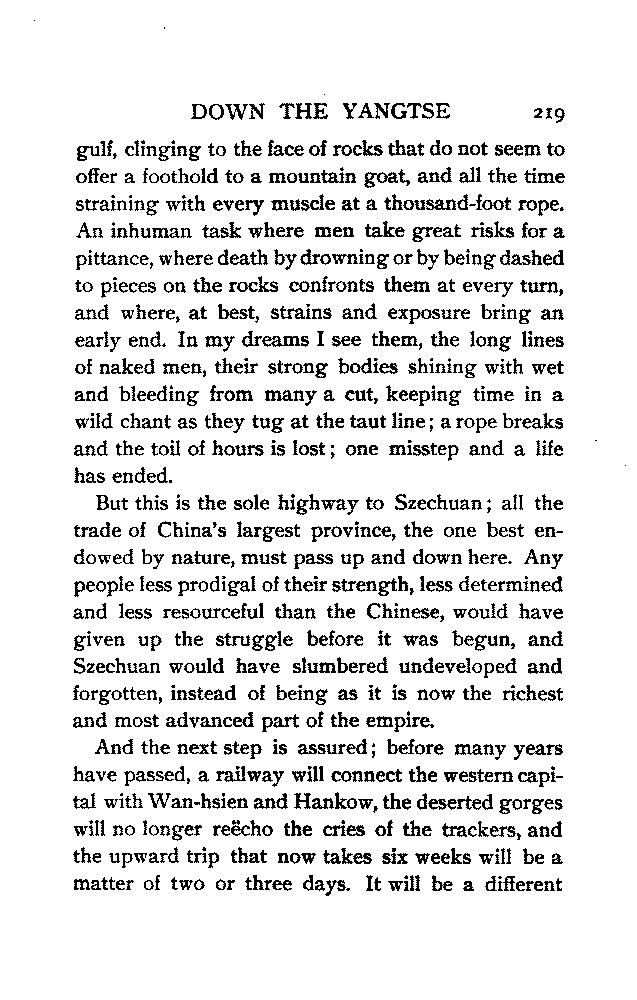 DOWN THE YANGTSE 219
gulf, clinging to the face of rocks that do not seem to
offer a foothold to a mountain goat, and all the time
straining with every muscle at a thousand-foot rope.
An inhuman task where men take great risks for a
pittance, where death by drowning or by being dashed
to pieces on the rocks confronts them at every turn,
and where, at best, strains and exposure bring an
early end. In my dreams I see them, the long lines
of naked men, their strong bodies shining with wet
and bleeding from many a cut, keeping time in a
wild chant as they tug at the taut line; a rope breaks
and the toil of hours is lost; one misstep and a life
has ended.
But this is the sole highway to Szechuan; all the
trade of China's largest province, the one best en-
dowed by nature, must pass up and down here. Any
people less prodigal of their strength, less determined
and less resourceful than the Chinese, would have
given up the struggle before it was begun, and
Szechuan would have slumbered undeveloped and
forgotten, instead of being as it is now the richest
and most advanced part of the empire.
And the next step is assured; before many years
have passed, a railway will connect the western capi-
tal with Wan-hsien and Hankow, the deserted gorges
will no longer reëcho the cries of the trackers, and
the upward trip that now takes six weeks will be a
matter of two or three days. It will be a different